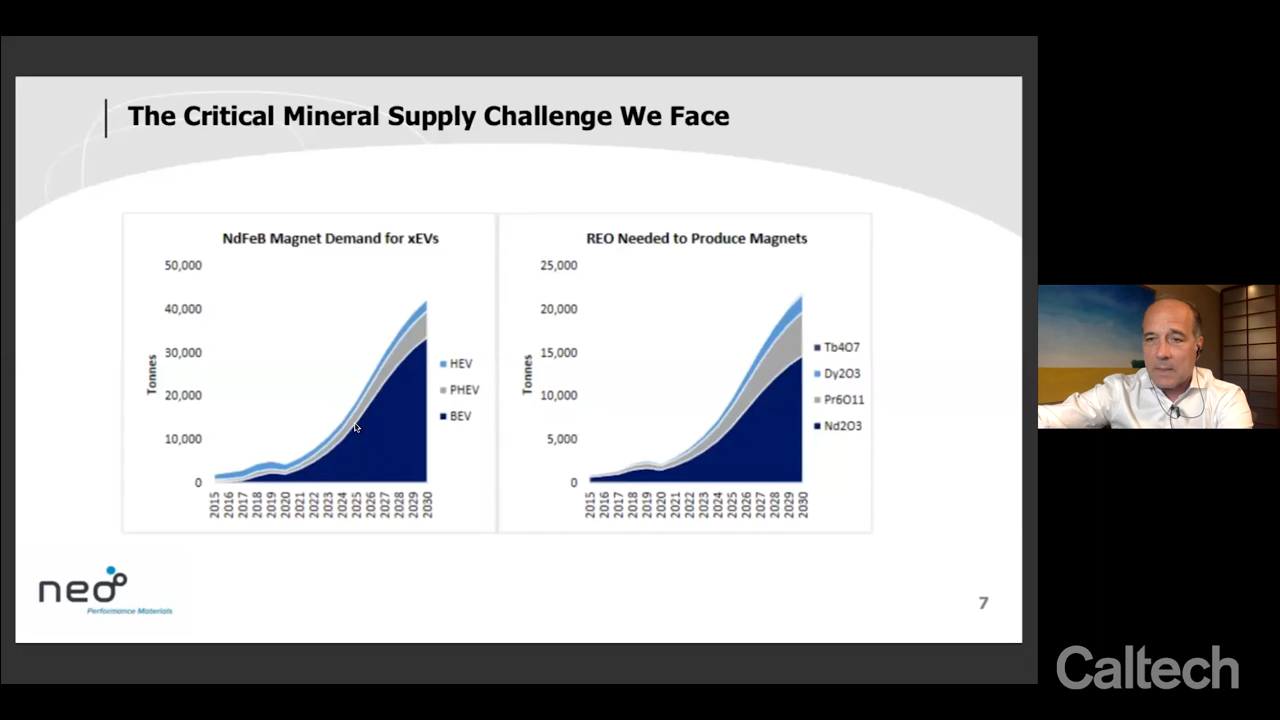 The Critical Mineral Supply Challenge We Face
NdFeB Magnet Demand for xEVs
50,000
40,000
30,000
20,000
10,000
0
Tonnes
2015 2016 2017 2018 2019 2020 2021 2022 2023 2024 2025 2026 2027 2028 2029 2030
HEV
PHEV
BEV
REO Needed to Produce Magnets
25,000
20,000
15,000
10,000
5,000
0
Tonnes
2015 2016 2017 2018 2019 2020 2021 2022 2023 2024 2025 2026 2027 2028 2029 2030
Tb4O7
Dy2O3
Pr6O11
Nd2O3
neo
Performance Materials
7
Caltech